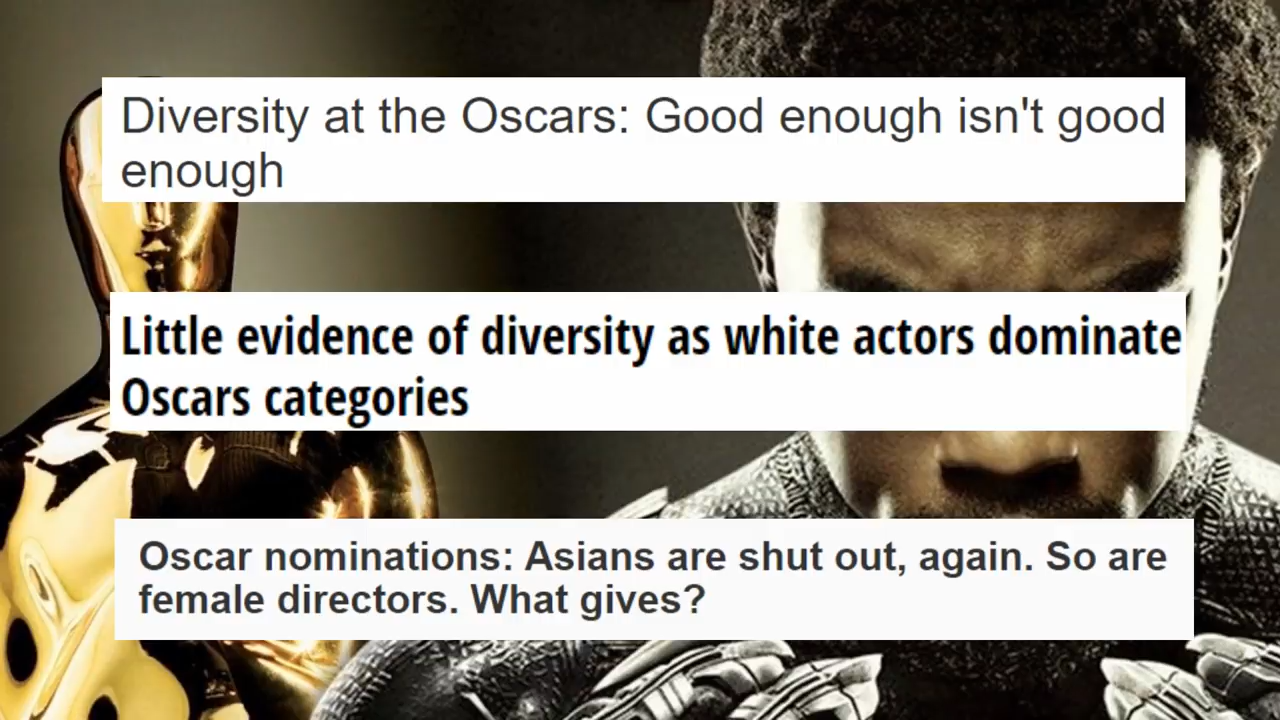 Diversity at the Oscars: Good enough isn't good
enough
Little evidence of diversity as white actors dominate
Oscars categories
Oscar nominations: Asians are shut out, again. So are
female directors. What gives?